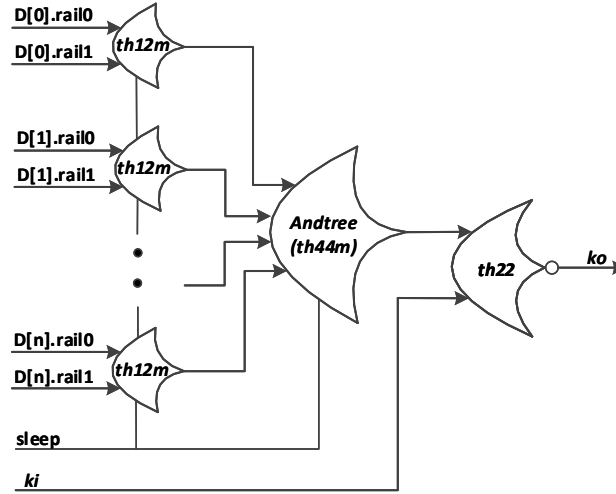 D[0].rail0
th12m
D[0].rail1
D[1].rail0
th12m
D[1].rail1
Andtree
(th44m)
th22
ko
D[n].rail0
th12m
D[n].rail1
sleep
ki